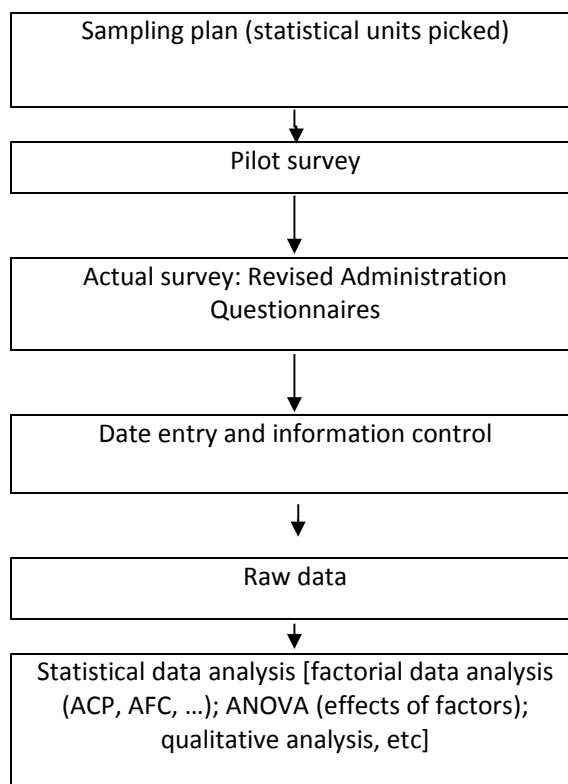 Sampling plan (statistical units picked)
Pilot survey
Actual survey: Revised Administration
Questionnaires
Date entry and information control
Raw data
Statistical data analysis [factorial data analysis
(ACP, AFC, …); ANOVA (effects of factors);
qualitative analysis, etc]